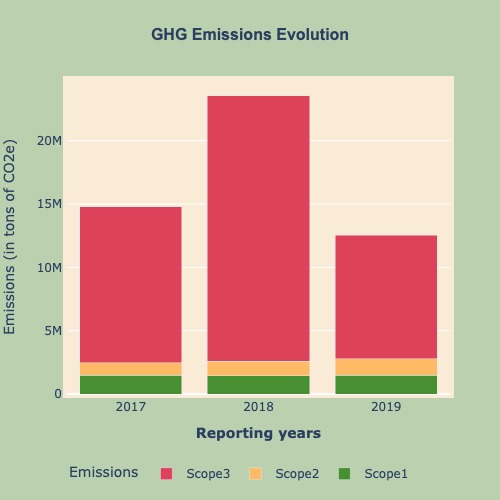 GHG Emissions Evolution
Emissions (in tons of CO2e)
20M
15M
10M
5M
0
2017 2018 2019
Reporting years
Emissions Scope3 Scope2 Scope1